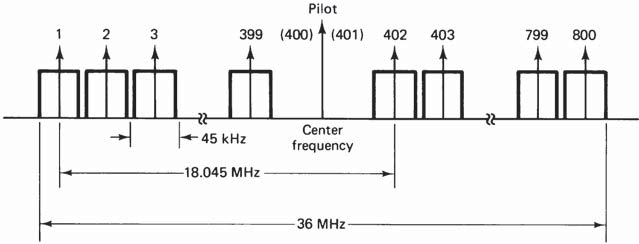 Pilot
1 2 3 399 (400) (401) 402 403 799 800
Center
frequency
45 kHz
18.045 MHz
36 MHz